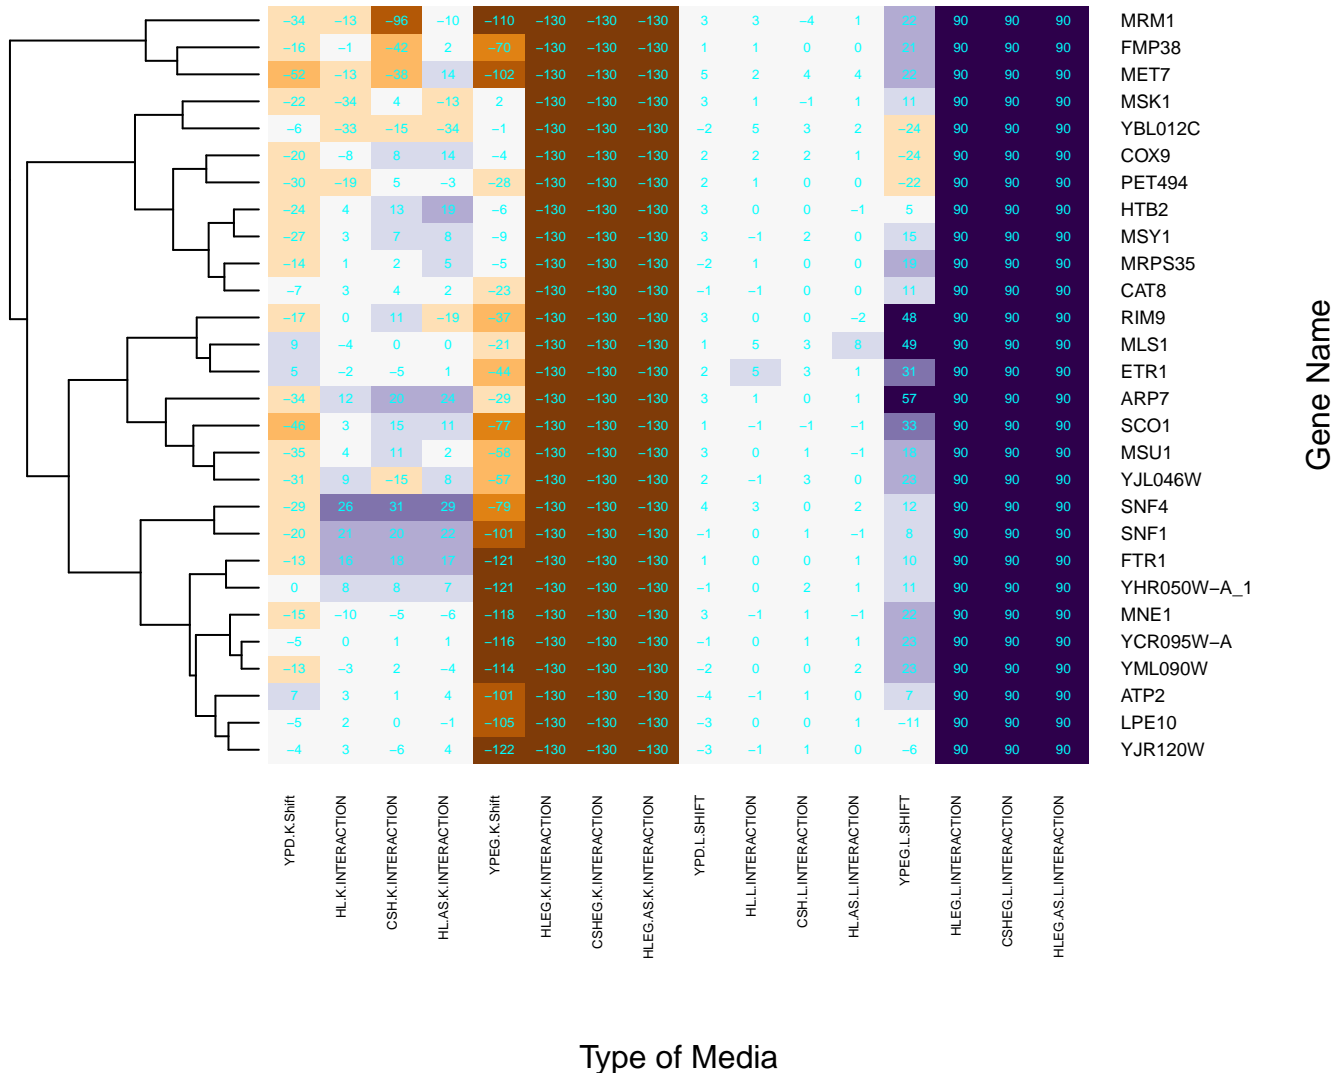 −34 −13 −96 −10 −110 −130 −130 −130 3 3 −4 1 22 90 90 90 MRM1
−16 −1 −42 2 −70 −130 −130 −130 1 1 0 0 21 90 90 90 FMP38
−52 −13 −38 14 −102 −130 −130 −130 5 2 4 4 22 90 90 90 MET7
−22 −34 4 −13 2 −130 −130 −130 3 1 −1 1 11 90 90 90 MSK1
−6 −33 −15 −34 −1 −130 −130 −130 −2 5 3 2 −24 90 90 90 YBL012C
−20 −8 8 14 −4 −130 −130 −130 2 2 2 1 −24 90 90 90 COX9
−30 −19 5 −3 −28 −130 −130 −130 2 1 0 0 −22 90 90 90 PET494
−24 4 13 19 −6 −130 −130 −130 3 0 0 −1 5 90 90 90 HTB2
−27 3 7 8 −9 −130 −130 −130 3 −1 2 0 15 90 90 90 MSY1
−14 1 2 5 −5 −130 −130 −130 −2 1 0 0 90 90 90 MRPS35
−7 3 4 2 −23 −130 −130 −130 −1 −1 0 0 11 90 90 90 CAT8
−17 0 11 −19 −37 −130 −130 −130 3 0 0 −2 48 90 90 90 RIM9
9 −4 0 0 −21 −130 −130 −130 1 5 3 8 49 90 90 90 MLS1
5 −2 −5 1 −44 −130 −130 −130 2 5 3 1 31 90 90 90 ETR1
−34 12 20 24 −29 −130 −130 −130 3 1 0 1 57 90 90 90 ARP7
−48 3 15 11 −77 −130 −130 −130 1 −1 −1 −1 33 90 90 90 SCO1
−35 4 11 2 −58 −130 −130 −130 3 0 1 −1 90 90 90 MSU1
−31 9 −15 8 −57 −130 −130 −130 2 −1 3 0 22 90 90 90 YJL046W
−29 26 31 29 −79 −130 −130 −130 4 3 0 2 12 90 90 90 SNF4
−20 21 20 22 −101 −130 −130 −130 −1 0 1 −1 8 90 90 90 SNF1
−13 18 17 −121 −130 −130 −130 1 0 0 1 10 90 90 90 FTR1
0 8 8 7 −121 −130 −130 −130 −1 0 2 1 11 90 90 90 YHR050W−A_1
−15 −10 −5 −6 −118 −130 −130 −130 3 −1 1 −1 22 90 90 90 MNE1
−5 0 1 1 −116 −130 −130 −130 −1 0 1 1 23 90 90 90 YCR095W−A
−13 −3 2 −4 −114 −130 −130 −130 −2 0 0 2 23 90 90 90 YML090W
7 3 1 4 −101 −130 −130 −130 −4 −1 1 0 7 90 90 90 ATP2
−5 2 0 −1 −105 −130 −130 −130 −3 0 0 1 −11 90 90 90 LPE10
−4 3 −6 4 −122 −130 −130 −130 −3 −1 1 0 −6 90 90 90 YJR120W
Gene Name
YPD.K.Shift
HL.K.INTERACTION
CSH.K.INTERACTION
HL.AS.K.INTERACTION
YPEG.K.Shift
HLEG.K.INTERACTION
CSHEG.K.INTERACTION
HLEG.AS.K.INTERACTION
YPD.L.SHIFT
HL.L.INTERACTION
CSH.L.INTERACTION
HL.AS.L.INTERACTION
YPEG.L.SHIFT
HLEG.L.INTERACTION
CSHEG.L.INTERACTION
HLEG.AS.L.INTERACTION
Type of Media